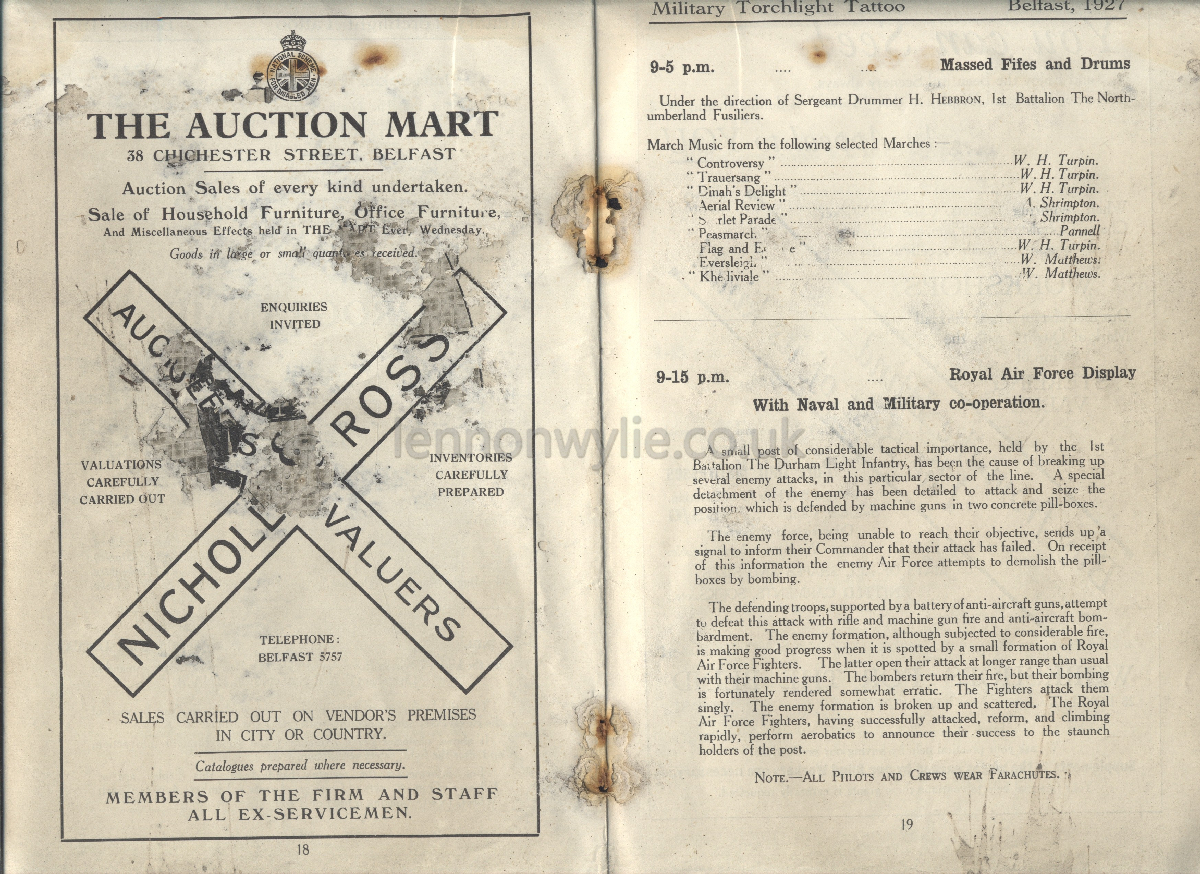 NATIONAL SCHEME
FOR DISABLED MEN
THE AUCTION MART
38 CHICHESTER STREET, BELFAST
Auction Sales of every kind undertaken.
Sale of Household Furniture, Office Furniture,
And Miscellaneous Effects held in THE MART Every Wednesday.
Goods in large or small quantities received.
ENQUIRIES
INVITED
ROSS
NICHOLL
VALUERS
VALUATIONS
CAREFULLY
CARRIED OUT
INVENTORIES
CAREFULLY
PREPARED
TELEPHONE:
BELFAST 5757
SALES CARRIED OUT ON VENDOR'S PREMISES
IN CITY OR COUNTRY.
Catalogues prepared where necessary.
MEMBERS OF THE FIRM AND STAFF
ALL EX-SERVICEMEN.
18
Military Torchlight Tattoo Belfast, 1927
9-5 p.m. .... .... Massed Fifes and Drums
Under the direction of Sergeant Drummer H. HEBBRON, 1st Battalion The North-
umberland Fusiliers.
March Music from the following selected Marches :—
" Controversy " W. H. Turpin.
" Trauersang " W. H. Turpin.
" Dinah's Delight " W. H. Turpin.
Aerial Review " A. Shrimpton.
Parade " Shrimpton.
" Peasmarch " Pannell
Flag and " W. H. Turpin.
Eversleigh " W. Matthews.
" W. Matthews.
9-15 p.m. .... Royal Air Force Display
With Naval and Military co-operation.
A small post of considerable tactical importance, held by the 1st
Battalion The Durham Light Infantry, has been the cause of breaking up
several enemy attacks, in this particular sector of the line. A special
detachment of the enemy has been detailed to attack and seize the
position, which is defended by machine guns in two concrete pill-boxes.
The enemy force, being unable to reach their objective, sends up a
signal to inform their Commander that their attack has failed. On receipt
of this information the enemy Air Force attempts to demolish the pill-
boxes by bombing.
The defending troops, supported by a battery of anti-aircraft guns, attempt
to defeat this attack with rifle and machine gun fire and anti-aircraft bom-
bardment. The enemy formation, although subjected to considerable fire,
is making good progress when it is spotted by a small formation of Royal
Air Force Fighters. The latter open their attack at longer range than usual
with their machine guns. The bombers return their fire, but their bombing
is fortunately rendered somewhat erratic. The Fighters attack them
singly. The enemy formation is broken up and scattered. The Royal
Air Force Fighters, having successfully attacked, reform, and climbing
rapidly, perform aerobatics to announce their success to the staunch
holders of the post.
NOTE.—ALL PILOTS AND CREWS WEAR PARACHUTES.
19
lennonwylie.co.uk